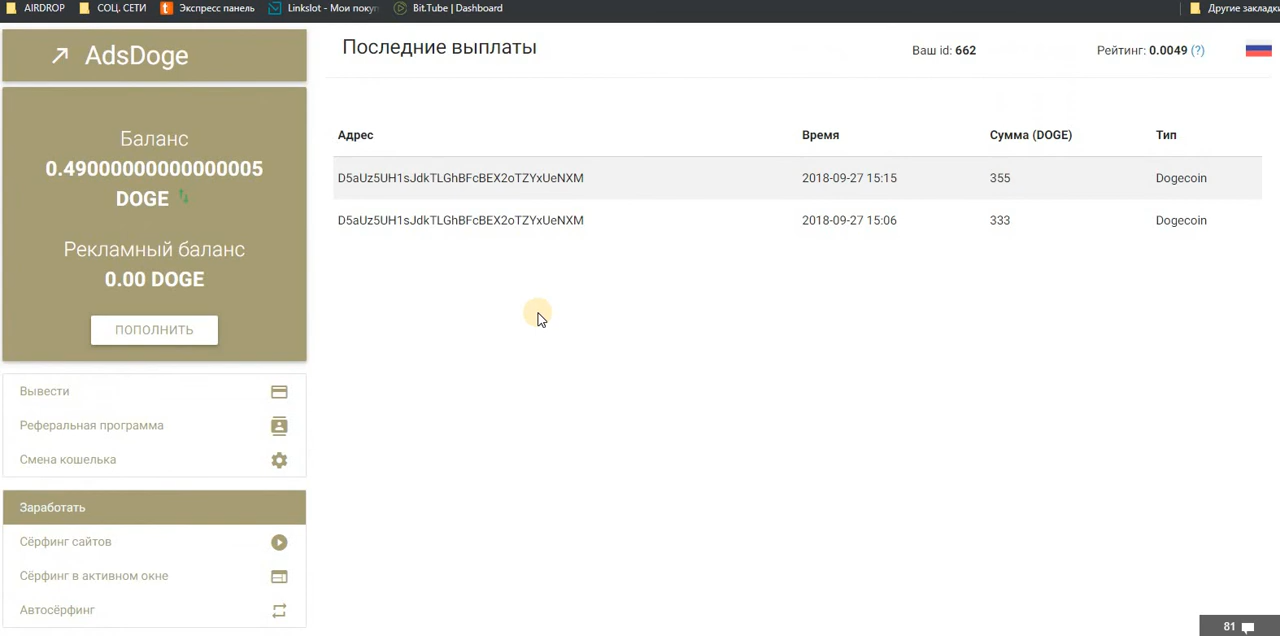 AIRDROP СОЦ. СЕТИ t Экспресс панель Linkslot - Мои поку Bit.Tube | Dashboard Другие закладки
AdsDoge
Последние выплаты
Ваш id: 662
Рейтинг: 0.0049 (?)
Баланс
0.49000000000000005
DOGE
Рекламный баланс
0.00 DOGE
ПОПОЛНИТЬ
Адрес Время Сумма (DOGE) Тип
D5aUz5UH1sJdkTLGhBFcBEX2oTZYxUeNXM 2018-09-27 15:15 355 Dogecoin
D5aUz5UH1sJdkTLGhBFcBEX2oTZYxUeNXM 2018-09-27 15:06 333 Dogecoin
Вывести
Реферальная программа
Смена кошелька
Заработать
Сёрфинг сайтов
Сёрфинг в активном окне
Автосёрфинг
81